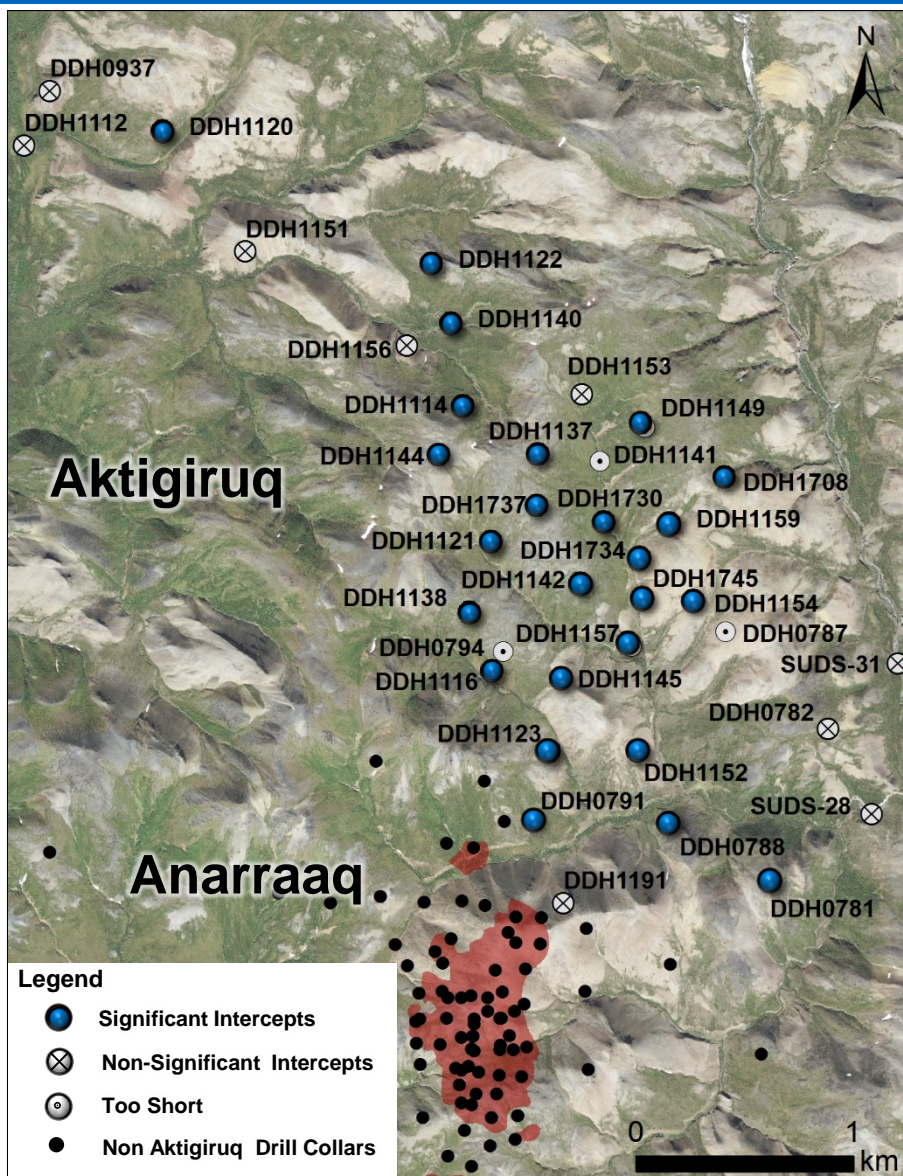 N
DDH0937
DDH1112
DDH1120
DDH1151
DDH1122
DDH1140
DDH1156
DDH1153
DDH1114
DDH1149
DDH1137
DDH1144
DDH1141
Aktigiruq
DDH1708
DDH1737
DDH1730
DDH1159
DDH1121
DDH1734
DDH1142
DDH1745
DDH1138
DDH1154
DDH1157
DDH0787
DDH0794
SUDS-31
DDH1116
DDH1145
DDH0782
DDH1123
DDH1152
DDH0791
SUDS-28
DDH0788
Anarraaq
DDH1191
DDH0781
Legend
Significant Intercepts
Non-Significant Intercepts
Too Short
Non Aktigiruq Drill Collars
0 1
km